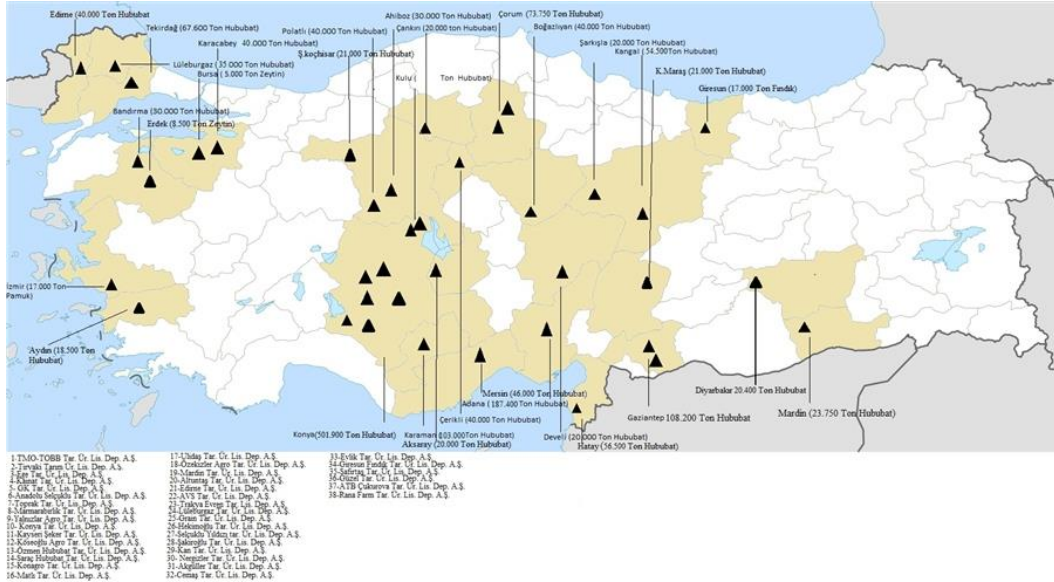 Edirne (40.000 Ton Hububat)
Tekirdağ (67.600 Ton Hububat)
Karacabey 40.000 Ton Hububat)
Lüleburgaz ( 35 000 Ton Hububat)
Bursa ( 5.000 Ton Zeytin)
Bandırma (30.000 Ton Hububat)
Erdek (8.500 Ton Zeytin)
Ahiboz (30.000 Ton Hububat)
Polatlı (40.000 Ton Hububat)
Çankırı (20.000 ton Hububat)
Ş.koçhisar (21.000 Ton Hububat)
Kulu ( Ton Hububat)
Çorum (73.750 Ton Hububat)
Boğazlıyan (40.000 Ton Hububat)
Şarkışla (20.000 Ton Hububat)
Kangal ( 54.500Ton Hububat)
K.Maraş (21.000 Ton Hububat)
Giresun (17.000 Ton Fındık)
İzmir (17.000 Ton
Pamuk)
Aydın (18.500 Ton
Hububat)
Konya(501.900 Ton Hububat)
Karaman (103.000Ton Hububat)
Aksaray (20.000 Ton Hububat)
Çerikli (40.000 Ton Hububat)
Adana ( 187.400 Ton Hububat)
Mersin (46.000 Ton Hububat)
Develi (20.000 Ton Hububat)
Hatay (56.500 Ton Hububat)
Gaziantep 108.200 Ton Hububat
Diyarbakır 20.400 Ton Hububat
Mardin (23.750 Ton Hububat)
1-TMO-TOBB Tar. Ür. Lis. Dep. A.Ş.
2-Tiryaki Tarım Ür. Lis. Dep. A.Ş.
3-Ege Tar. Ür. Lis. Dep. A.Ş.
4-Ekinat Tar. Ür. Lis. Dep. A.Ş.
5- GK Tar. Ür. Lis. Dep. A.Ş.
6-Anadolu Selçuklu Tar. Ür. Lis. Dep. A.Ş.
7-Toprak Tar. Ür. Lis. Dep. A.Ş.
8-Marmarabirlik Tar. Ür. Lis. Dep. A.Ş.
9-Yalnızlar Agro Tar. Ür. Lis. Dep. A.Ş.
10- Konya Tar. Ür. Lis. Dep. A.Ş.
11-Kayseri Şeker Tar. Ür. Lis. Dep. A.Ş.
12-Köseoğlu Agro Tar. Ür. Lis. Dep. A.Ş.
13-Özmen Hububat Tar. Ür. Lis. Dep. A.Ş.
14-Saraç Hububat Tar. Ür. Lis. Dep. A.Ş.
15-Konagro Tar. Ür. Lis. Dep. A.Ş.
16-Matlı Tar. Ür. Lis. Dep. A.Ş.
17-Ulidaş Tar. Ür. Lis. Dep. A.Ş.
18-Özekizler Agro Tar. Ür. Lis. Dep. A.Ş.
19-Mardin Tar. Ür. Lis. Dep. A.Ş.
20-Altuntaş Tar. Ür. Lis. Dep. A.Ş.
21-Edirne Tar. Ür. Lis. Dep. A.Ş.
22-AVS Tar. Ür. Lis. Dep. A.Ş.
23-Trakya Evren Tar. Ür. Lis. Dep. A.Ş.
24-Lüleburgaz Tar. Ür. Lis. Dep. A.Ş.
25-Grain Tar. Ür. Lis. Dep. A.Ş.
26-Hekimoğlu Tar. Ür. Lis. Dep. A.Ş.
27-Selçuklu Yıldızı tar. Ür. Lis. Dep. A.Ş.
28-Şakiroğlu Tar. Ür. Lis. Dep. A.Ş.
29-Kan Tar. Ür. Lis. Dep. A.Ş.
30- Nergizler Tar. Ür. Lis. Dep. A.Ş.
31-Akgüller Tar. Ür. Lis. Dep. A.Ş.
32-Cemaş Tar. Ür. Lis. Dep. A.Ş.
33-Evlik Tar. Ür. Lis. Dep. A.Ş.
34-Giresun Fındık Tar. Ür. Lis. Dep. A.Ş.
35-Safirtaş Tar. Ür. Lis. Dep. A.Ş.
36-Güzel Tar. Ür. Lis. Dep. A.Ş.
37-ATB Çukurova Tar. Ür. Lis. Dep. A.Ş.
38-Rana Farm Tar. Ür. Lis. Dep. A.Ş.